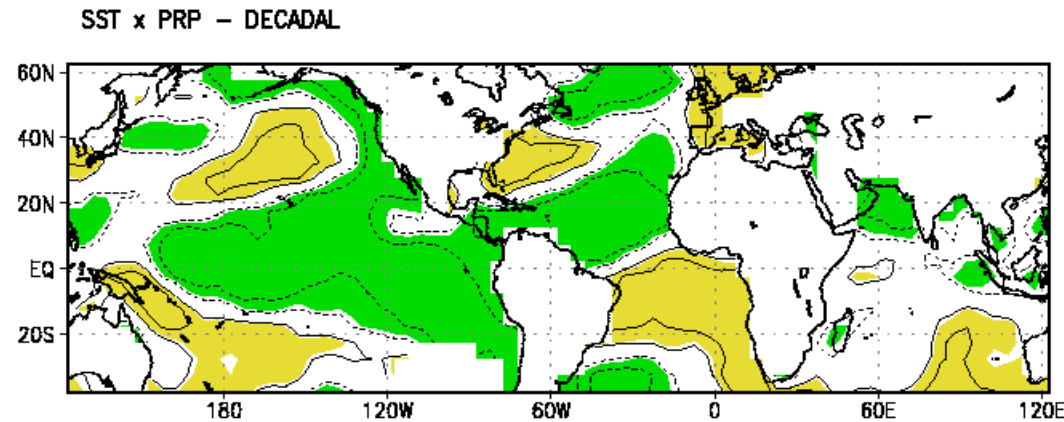 SST x PRP – DECADAL
60N
40N
20N
EQ
20S
180 120W 60W 0 60E 120E